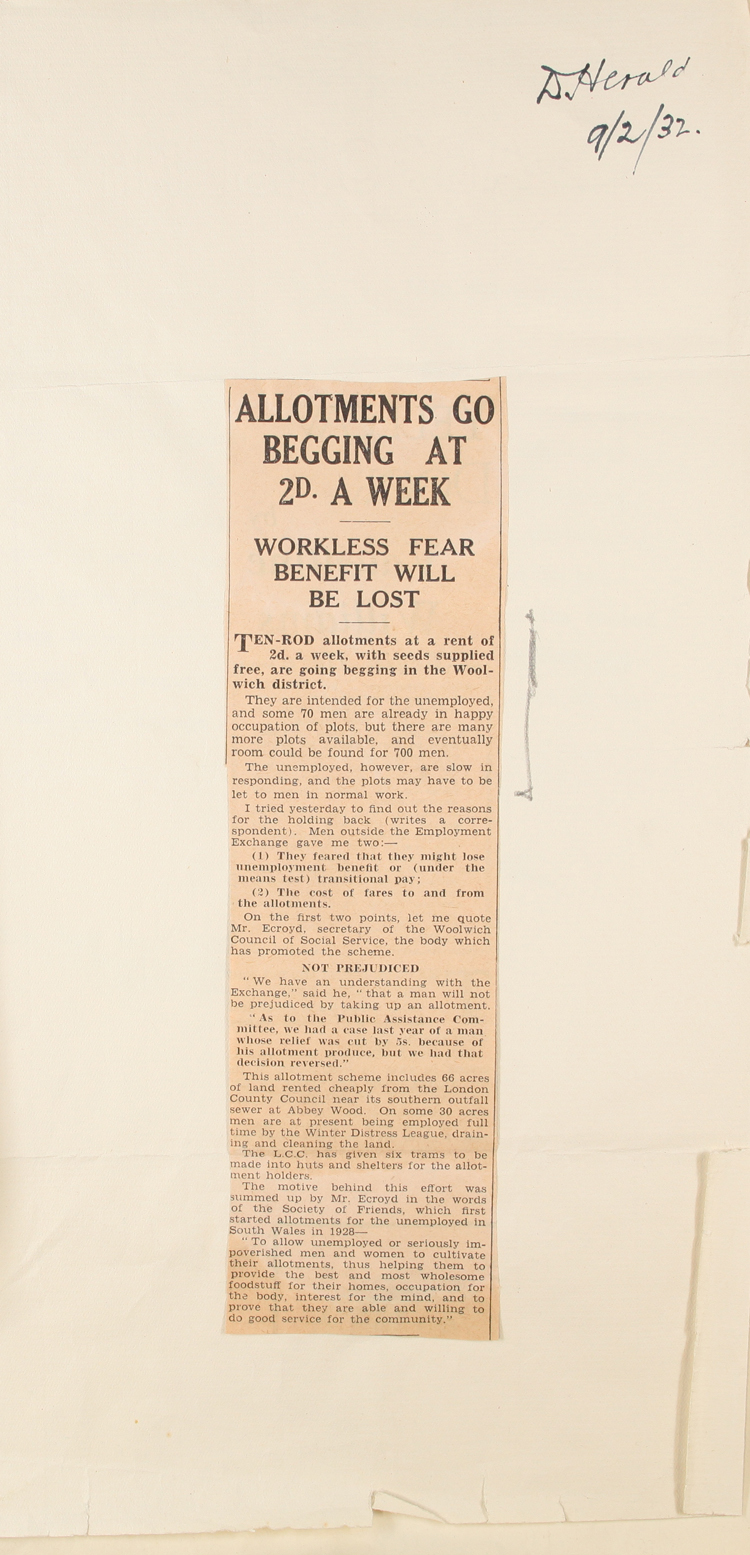 D. Herald
9/2/32.
ALLOTMENTS GO
BEGGING AT
2D. A WEEK
WORKLESS FEAR
BENEFIT WILL
BE LOST
TEN-ROD allotments at a rent of
2d. a week, with seeds supplied
free, are going begging in the Wool-
wich district.
They are intended for the unemployed,
and some 70 men are already in happy
occupation of plots, but there are many
more plots available, and eventually
room could be found for 700 men.
The unemployed, however, are slow in
responding, and the plots may have to be
let to men in normal work.
I tried yesterday to find out the reasons
for the holding back (writes a corre-
spondent). Men outside the Employment
Exchange gave me two:—
(1) They feared that they might lose
unemployment benefit or (under the
means test) transitional pay;
(2) The cost of fares to and from
the allotments.
On the first two points, let me quote
Mr. Ecroyd, secretary of the Woolwich
Council of Social Service, the body which
has promoted the scheme.
NOT PREJUDICED
"We have an understanding with the
Exchange," said he, "that a man will not
be prejudiced by taking up an allotment.
"As to the Public Assistance Com-
mittee, we had a case last year of a man
whose relief was cut by 5s. because of
his allotment produce, but we had that
decision reversed."
This allotment scheme includes 66 acres
of land rented cheaply from the London
County Council near its southern outfall
sewer at Abbey Wood. On some 30 acres
men are at present being employed full
time by the Winter Distress League, drain-
ing and cleaning the land.
The L.C.C. has given six trams to be
made into huts and shelters for the allot-
ment holders.
The motive behind this effort was
summed up by Mr. Ecroyd in the words
of the Society of Friends, which first
started allotments for the unemployed in
South Wales in 1928—
"To allow unemployed or seriously im-
poverished men and women to cultivate
their allotments, thus helping them to
provide the best and most wholesome
foodstuff for their homes, occupation for
the body, interest for the mind, and to
prove that they are able and willing to
do good service for the community."